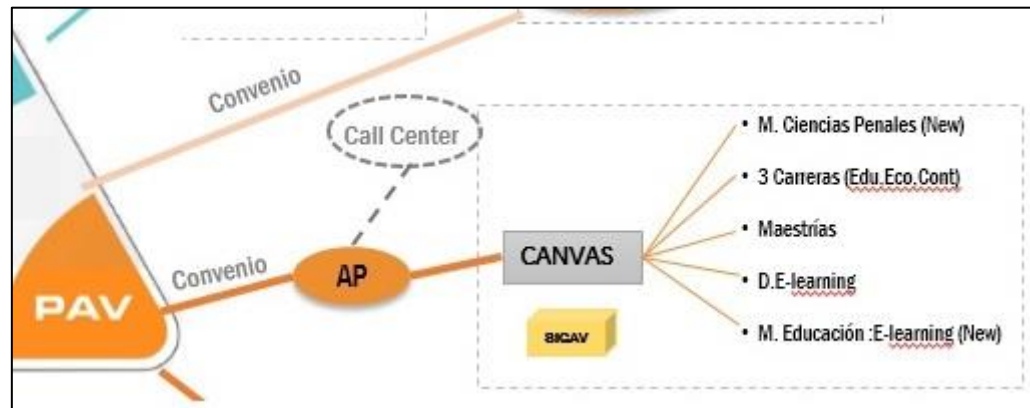 Convenio
Call Center
Convenio
AP
PAV
CANVAS
SICAV
• M. Ciencias Penales (New)
• 3 Carreras (Edu.Eco.Cont)
• Maestrías
• D.E-learning
• M. Educación :E-learning (New)